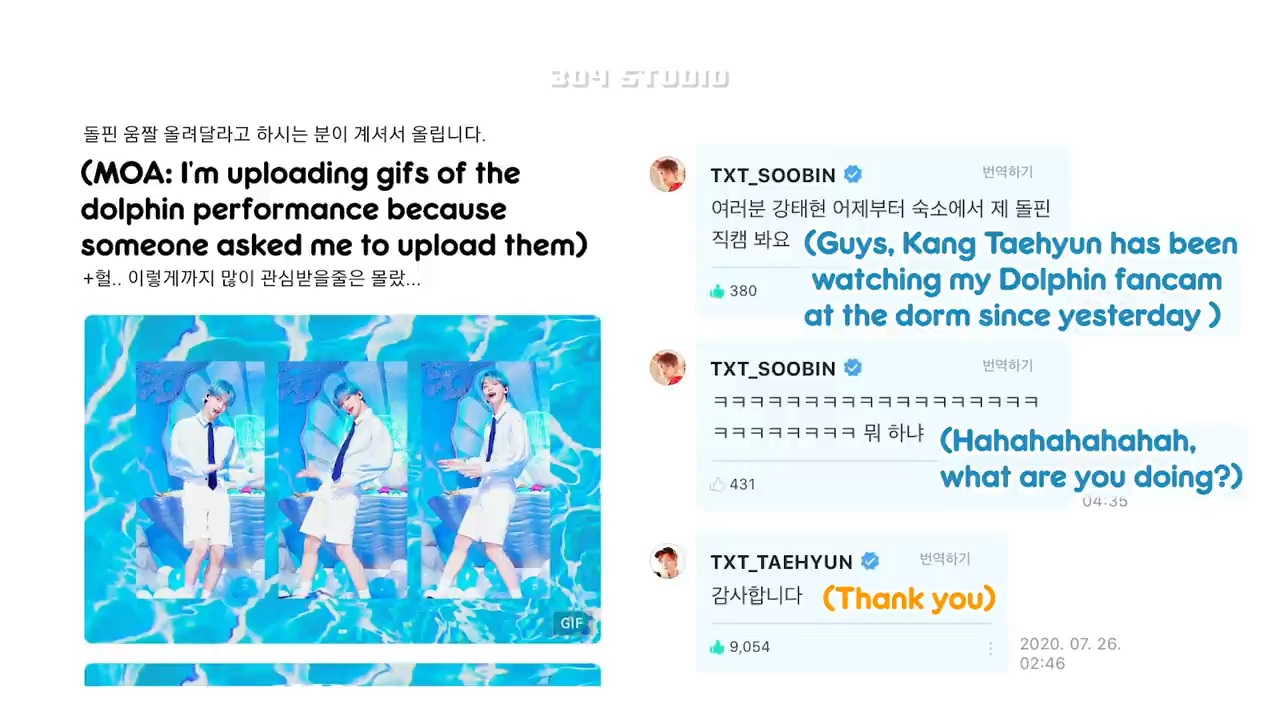 304 STUDIO
돌핀 움짤 올려달라고 하시는 분이 계셔서 올립니다.
(MOA: I'm uploading gifs of the
dolphin performance because
someone asked me to upload them)
+헐.. 이렇게까지 많이 관심받을줄은 몰랐...
GIF
TXT_SOOBIN
번역하기
여러분 강태현 어제부터 숙소에서 제 돌핀
직캠 봐요
(Guys, Kang Taehyun has been
watching my Dolphin fancam
at the dorm since yesterday )
380
TXT_SOOBIN
번역하기
ㅋㅋㅋㅋㅋㅋㅋㅋㅋㅋㅋㅋㅋㅋㅋㅋㅋㅋ
ㅋㅋㅋㅋㅋㅋㅋㅋ 뭐 하냐
(Hahahahahahah,
what are you doing?)
431
04:35
TXT_TAEHYUN
번역하기
감사합니다
(Thank you)
9,054
2020. 07. 26.
02:46